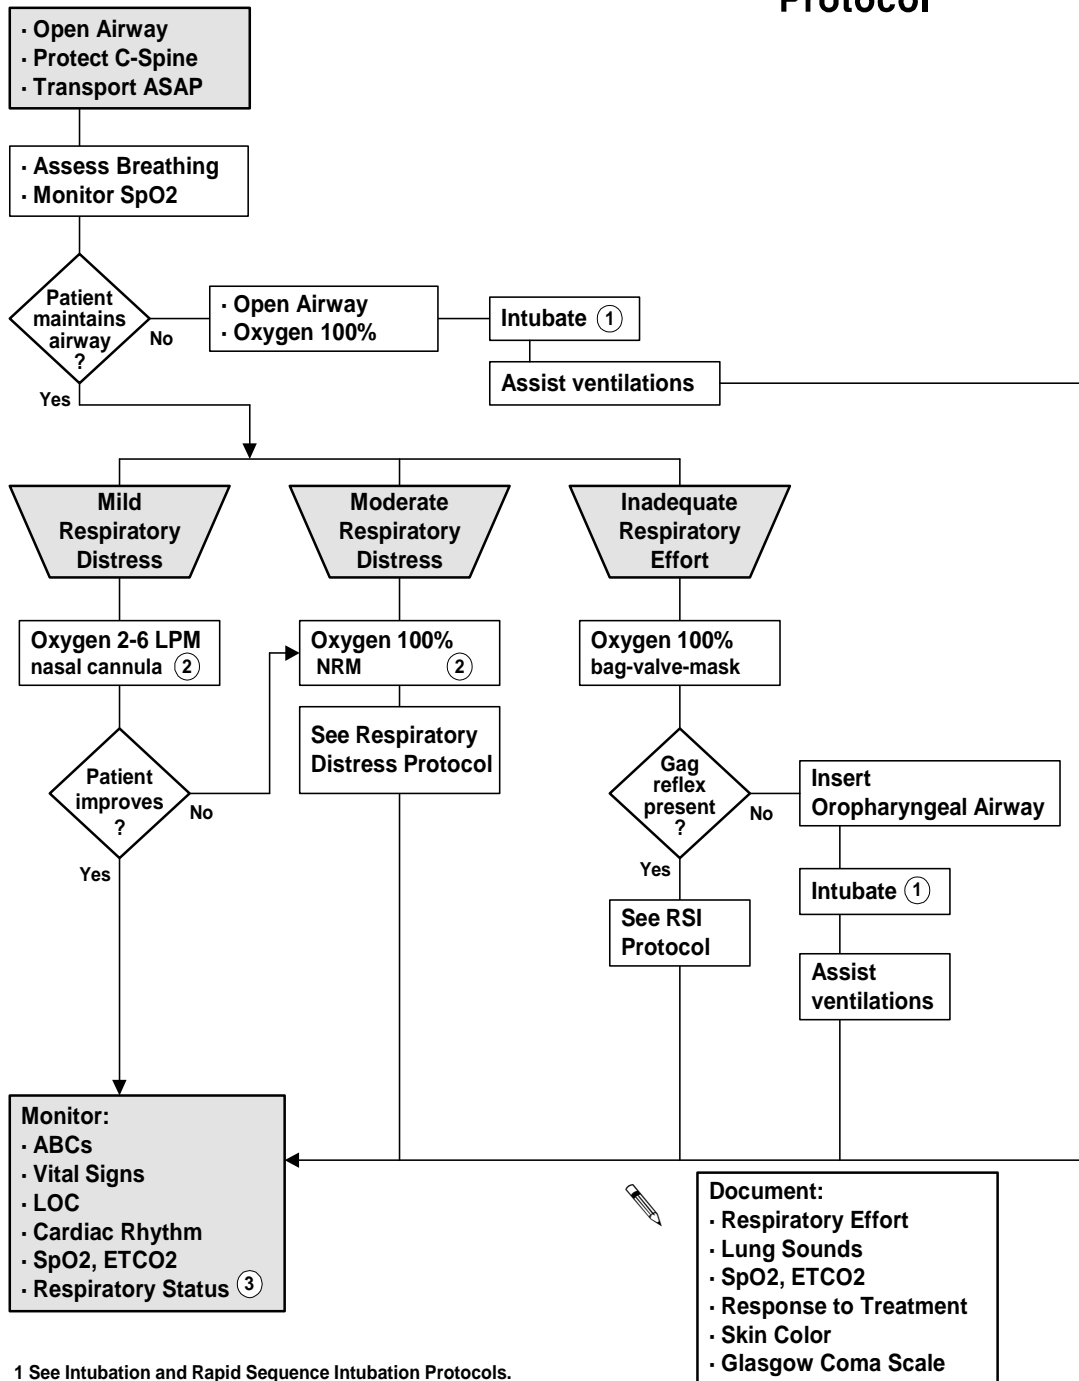 Protocol
· Open Airway
· Protect C-Spine
· Transport ASAP
· Assess Breathing
· Monitor SpO2
Patient
maintains
airway
?
No
Yes
· Open Airway
· Oxygen 100%
Intubate 1
Assist ventilations
Mild
Respiratory
Distress
Moderate
Respiratory
Distress
Inadequate
Respiratory
Effort
Oxygen 2-6 LPM
nasal cannula 2
Oxygen 100%
NRM 2
Oxygen 100%
bag-valve-mask
Patient
improves
?
No
Yes
See Respiratory
Distress Protocol
Gag
reflex
present
?
No
Yes
Insert
Oropharyngeal Airway
Intubate 1
Assist
ventilations
See RSI
Protocol
Monitor:
· ABCs
· Vital Signs
· LOC
· Cardiac Rhythm
· SpO2, ETCO2
· Respiratory Status 3
Document:
· Respiratory Effort
· Lung Sounds
· SpO2, ETCO2
· Response to Treatment
· Skin Color
· Glasgow Coma Scale
1 See Intubation and Rapid Sequence Intubation Protocols.